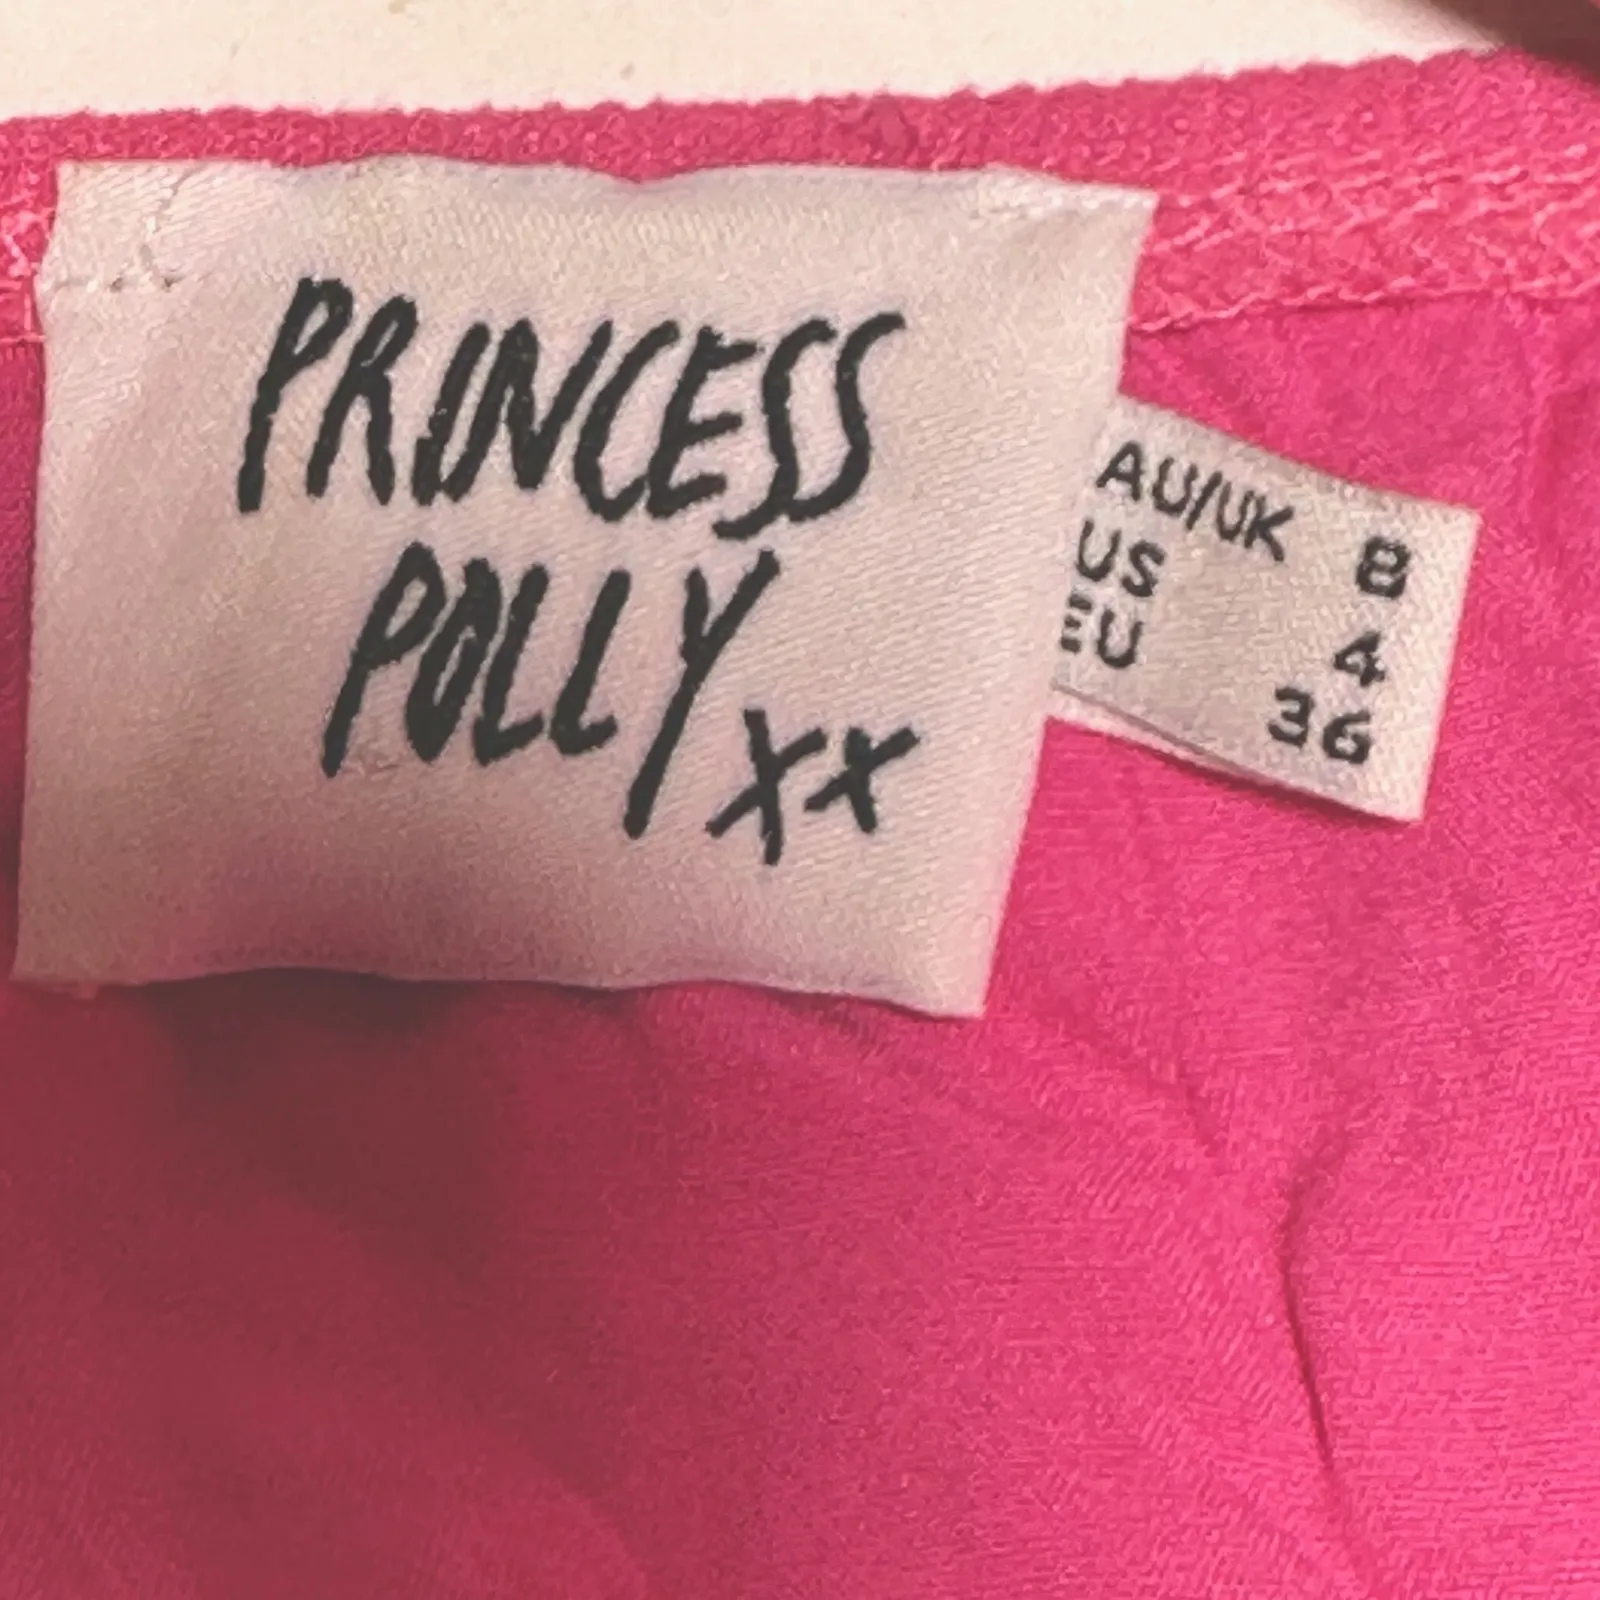 PRINCESS
POLLY xx
AU/UK 8
US 4
EU 36